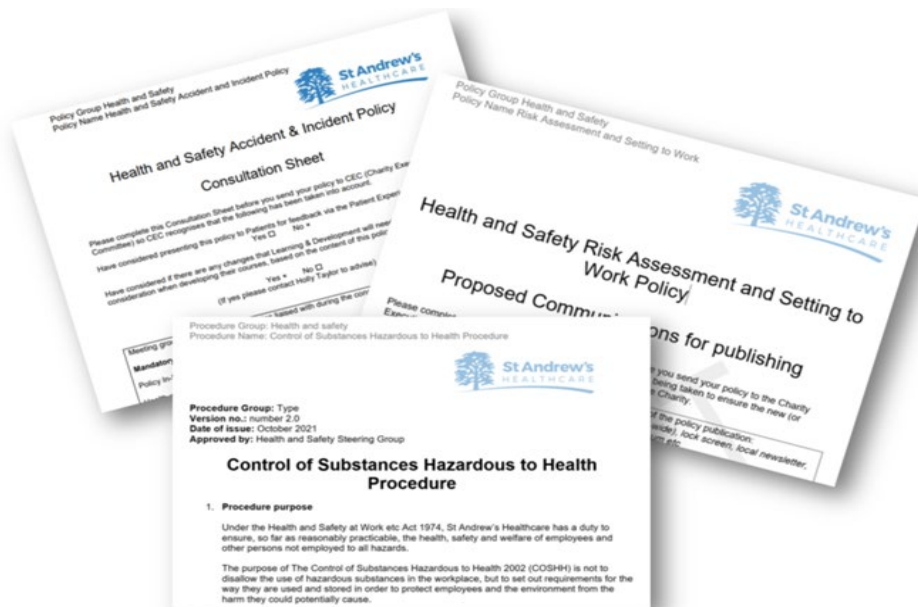 Policy Group Health and Safety
Policy Name Health and Safety Accident and Incident Policy
St Andrew's
HEALTHCARE
Health and Safety Accident & Incident Policy
Consultation Sheet
Please complete this Consultation Sheet before you send your policy to CEC (Charity
Committee) so CEC recognises that the following has been taken into account.
Have considered presenting this policy to Patients for feedback via the Patient
Yes □ No
Have considered if there are any changes that Learning & Development will
consideration when developing their courses, based on the content of this
Yes No □
(If yes please contact Holly Taylor to advise)
raised with during the
Meeting
Policy
Policy Group Health and Safety
Policy Name Risk Assessment and Setting to Work
St Andrew's
HEALTHCARE
Health and Safety Risk Assessment and Setting to
Work Policy
Proposed
for publishing
Please
you send your policy to the Charity
being taken to ensure the new (or
Charity.
of the policy publication:
lock screen, local newsletter,
etc
Procedure Group: Health and safety
Procedure Name: Control of Substances Hazardous to Health Procedure
St Andrew's
HEALTHCARE
Procedure Group: Type
Version no.: number 2.0
Date of issue: October 2021
Approved by: Health and Safety Steering Group
Control of Substances Hazardous to Health
Procedure
1. Procedure purpose
Under the Health and Safety at Work etc Act 1974, St Andrew's Healthcare has a duty to
ensure, so far as reasonably practicable, the health, safety and welfare of employees and
other persons not employed to all hazards.
The purpose of The Control of Substances Hazardous to Health 2002 (COSHH) is not to
disallow the use of hazardous substances in the workplace, but to set out requirements for the
way they are used and stored in order to protect employees and the environment from the
harm they could potentially cause.